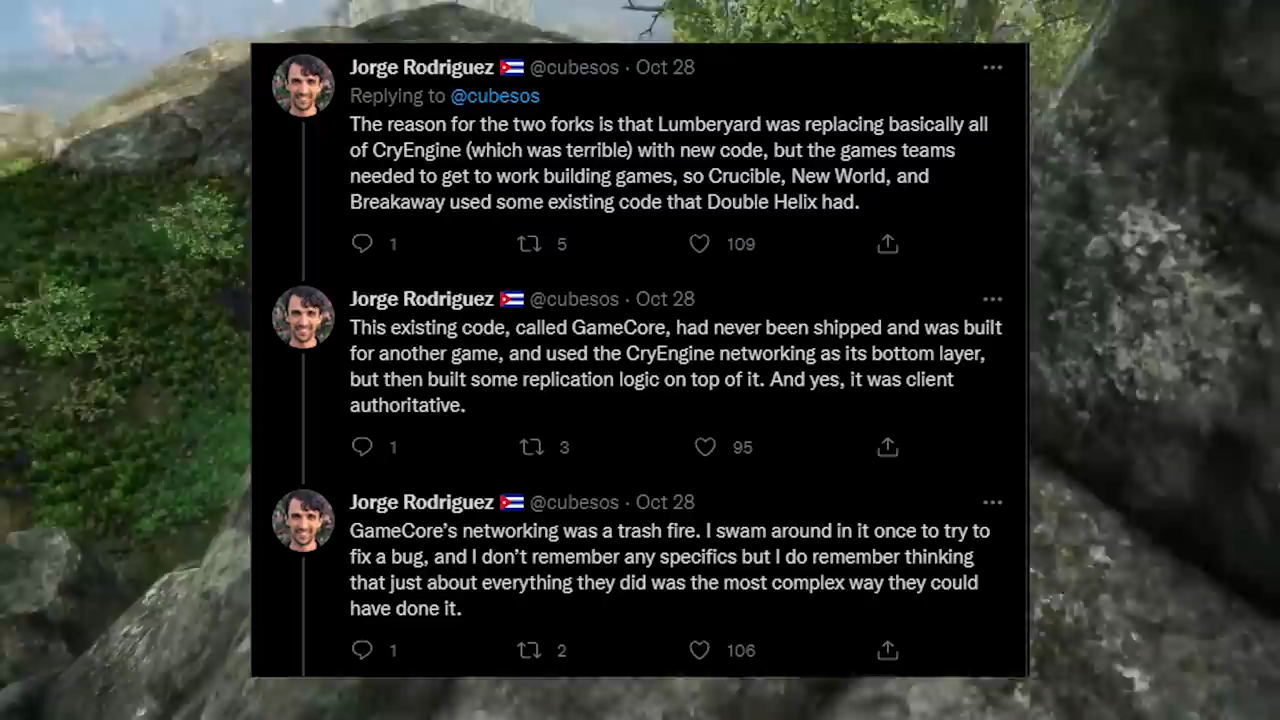 Jorge Rodriguez 🇨🇺 @cubesos · Oct 28
Replying to @cubesos
The reason for the two forks is that Lumberyard was replacing basically all
of CryEngine (which was terrible) with new code, but the games teams
needed to get to work building games, so Crucible, New World, and
Breakaway used some existing code that Double Helix had.
1 5 109
Jorge Rodriguez 🇨🇺 @cubesos · Oct 28
This existing code, called GameCore, had never been shipped and was built
for another game, and used the CryEngine networking as its bottom layer,
but then built some replication logic on top of it. And yes, it was client
authoritative.
1 3 95
Jorge Rodriguez 🇨🇺 @cubesos · Oct 28
GameCore’s networking was a trash fire. I swam around in it once to try to
fix a bug, and I don’t remember any specifics but I do remember thinking
that just about everything they did was the most complex way they could
have done it.
1 2 106